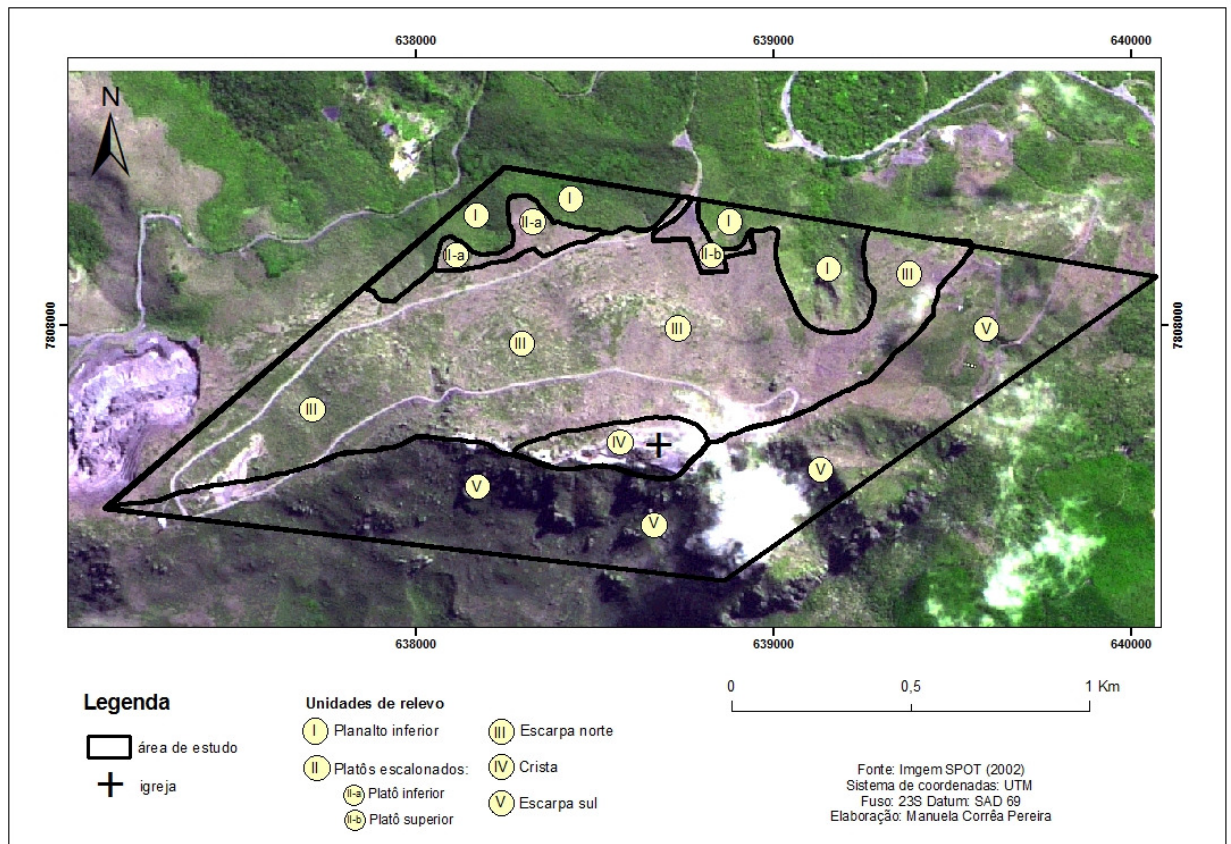 638000
639000
640000
N
I
I
I
II-a
II-a
II-b
I
III
7808000
7808000
III
III
V
III
IV
V
V
V
638000
639000
640000
Legenda
área de estudo
igreja
Unidades de relevo
I Planalto inferior
II Platôs escalonados:
II-a Platô inferior
II-b Platô superior
III Escarpa norte
IV Crista
V Escarpa sul
0 0,5 1 Km
Fonte: Imgem SPOT (2002)
Sistema de coordenadas: UTM
Fuso: 23S Datum: SAD 69
Elaboração: Manuela Corrêa Pereira